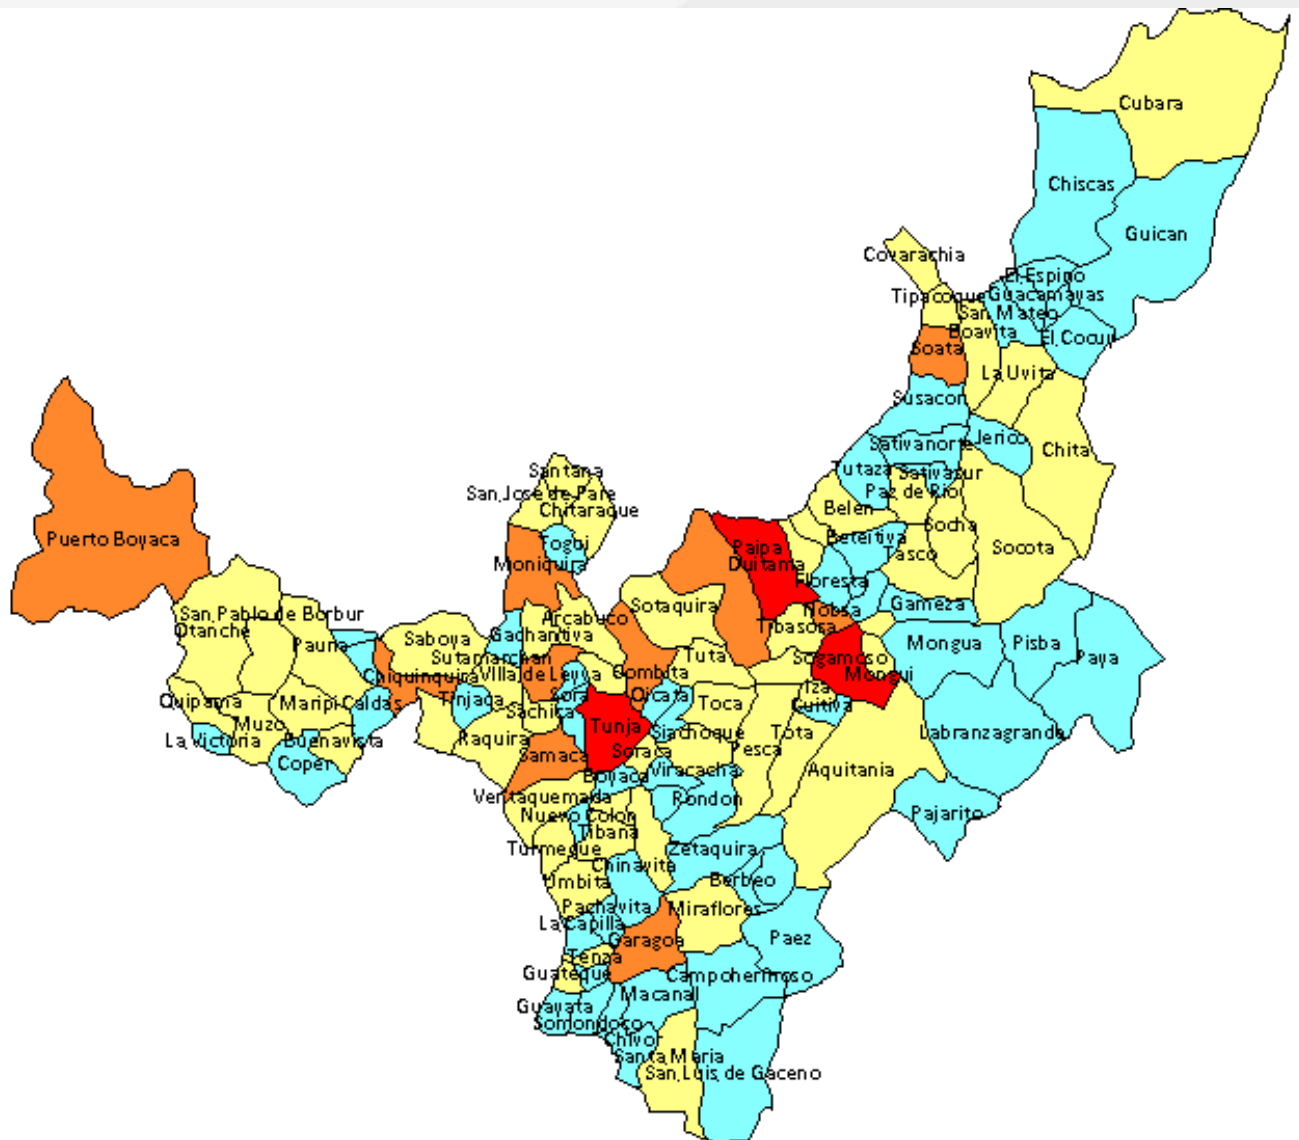 Cubara
Chiscas
Guican
Covarachia
El Espino
Tipacoque
Guacamayas
San Mateo
Boavita
El Cocuy
Soata
La Uvita
Susacon
Sativanorte
Jerico
Chita
Tutaza
Sativasur
Santana
Paz de Rio
San Jose de Pare
Chitaraque
Belen
Socha
Puerto Boyaca
Togui
Beteitiva
Paipa
Tasco
Socota
Moniquira
Duitama
Floresta
Sotaquira
Nobsa
Gameza
San Pablo de Borbur
Arcabuco
Tibasosa
Otanche
Gachantiva
Saboya
Pauna
Mongua
Pisba
Paya
Sutamarchan
Tuta
Sogamoso
Chiquinquira
Villa de Leyva
Combita
Mongui
Iza
Quipama
Maripi
Caldas
Tinjaca
Sora
Oicata
Toca
Cuitiva
Sachica
Muzo
Tunja
Siachoque
Tota
Labranzagrande
La Victoria
Buenavista
Raquira
Soraca
Pesca
Coper
Samaca
Boyaca
Viracacha
Aquitania
Ventaquemada
Rondon
Pajarito
Nuevo Colon
Tibana
Turmeque
Zetaquira
Chinavita
Umbita
Berbeo
Pachavita
Miraflores
La Capilla
Garagoa
Paez
Tenza
Guateque
Campohermoso
Macanal
Guayata
Somondoco
Chivor
Santa Maria
San Luis de Gaceno